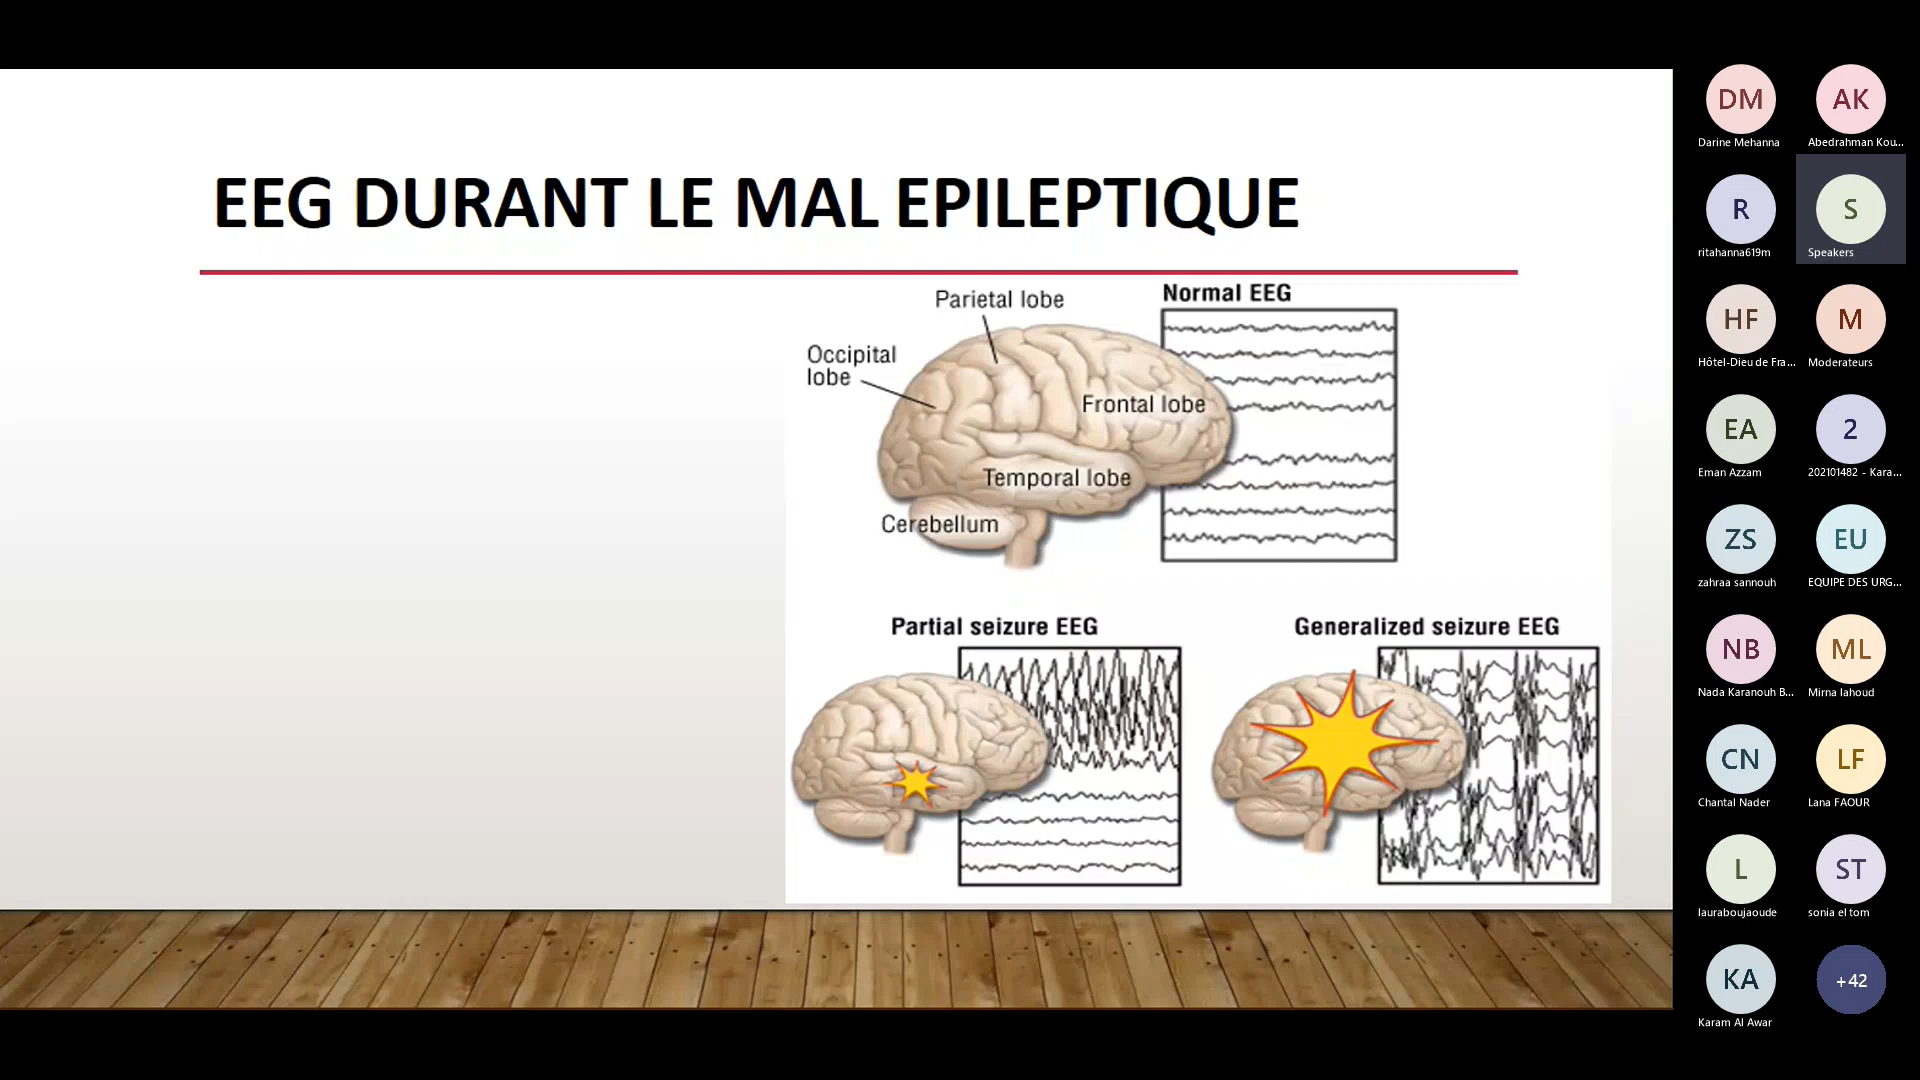 EEG DURANT LE MAL EPILEPTIQUE
Parietal lobe
Normal EEG
Occipital
lobe
Frontal lobe
Temporal lobe
Cerebellum
Partial seizure EEG
Generalized seizure EEG
DM
AK
Darine Mehanna
Abedrahman Kou...
R
S
ritahanna619m
Speakers
HF
M
Hôtel-Dieu de Fra...
Moderateurs
EA
2
Eman Azzam
202101482 - Kara...
ZS
EU
zahraa sannouh
EQUIPE DES URG...
NB
ML
Nada Karanouh B...
Mirna lahoud
CN
LF
Chantal Nader
Lana FAOUR
L
ST
lauraboujaoude
sonia el tom
KA
+42
Karam Al Awar